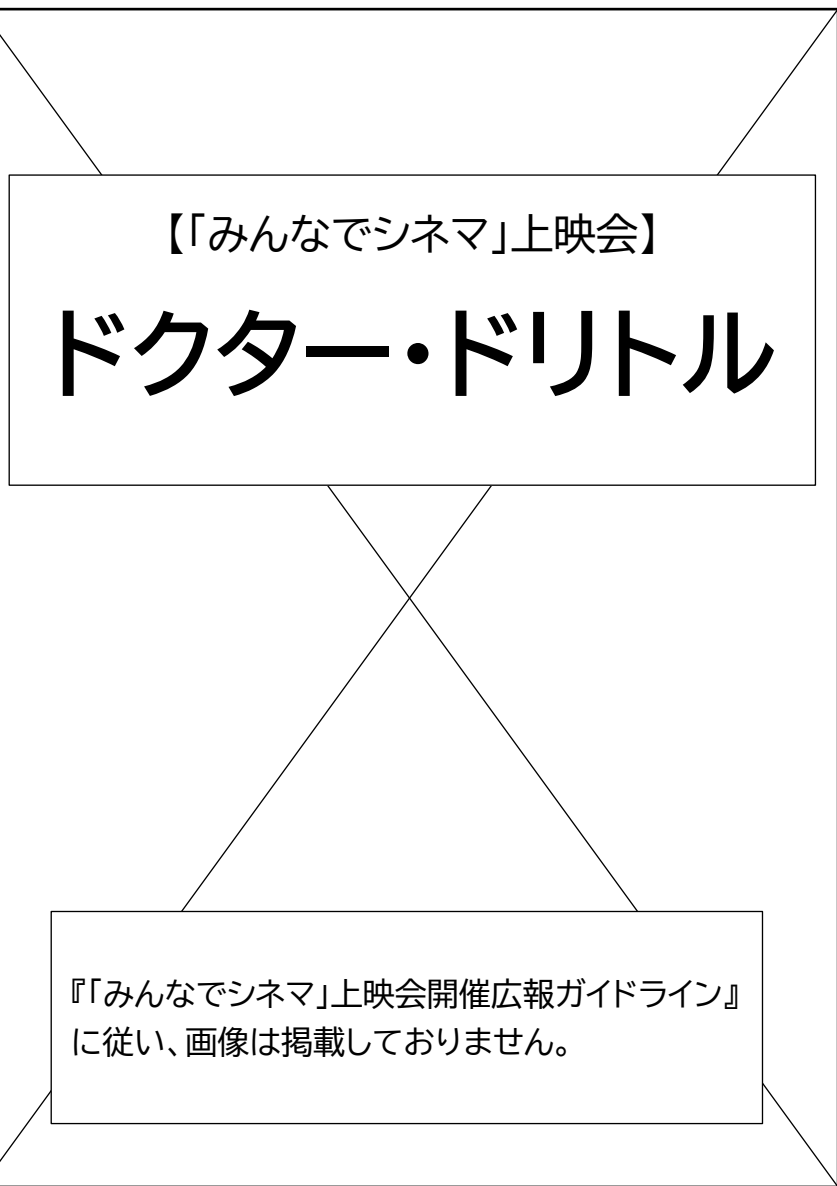 【「みんなでシネマ」上映会】
ドクター・ドリトル
『「みんなでシネマ」上映会開催広報ガイドライン』
に従い、画像は掲載しておりません。